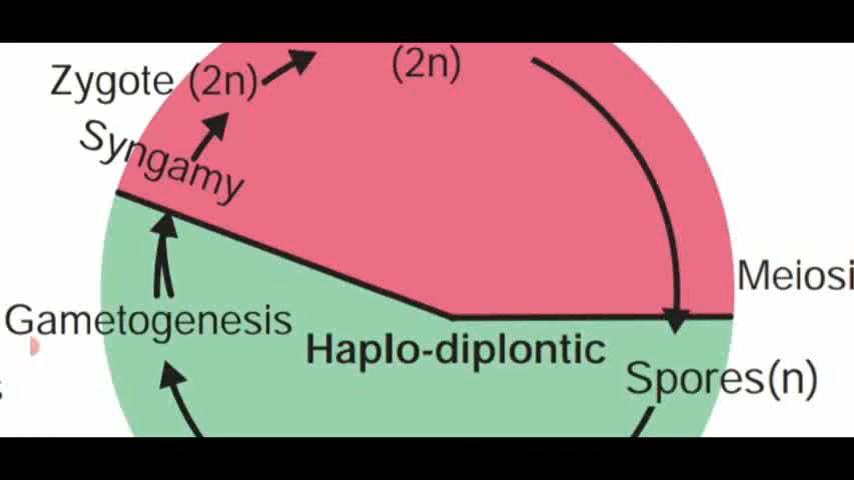 (2n)
Zygote (2n)
Syngamy
Meiosi
Gametogenesis
Haplo-diplontic
Spores(n)